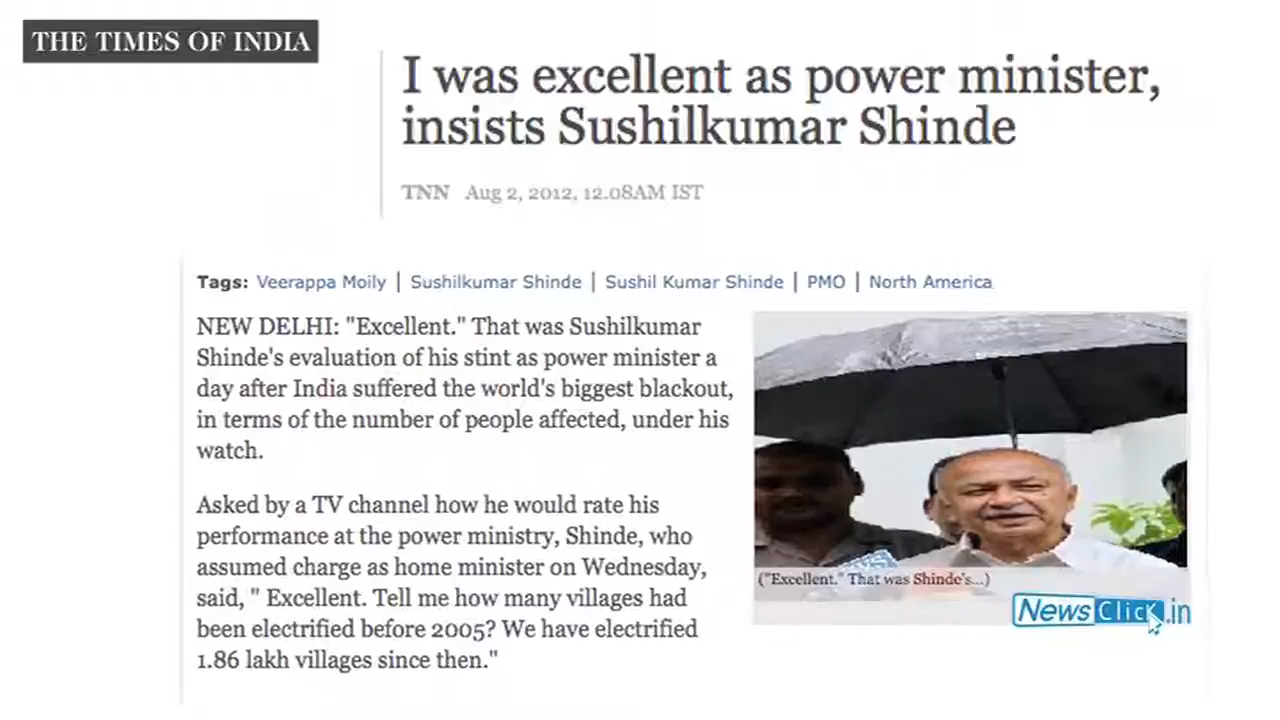 THE TIMES OF INDIA
I was excellent as power minister,
insists Sushilkumar Shinde
TNN Aug 2, 2012, 12.08AM IST
Tags: Veerappa Moily | Sushilkumar Shinde | Sushil Kumar Shinde | PMO | North America
NEW DELHI: "Excellent." That was Sushilkumar
Shinde's evaluation of his stint as power minister a
day after India suffered the world's biggest blackout,
in terms of the number of people affected, under his
watch.
Asked by a TV channel how he would rate his
performance at the power ministry, Shinde, who
assumed charge as home minister on Wednesday,
said, " Excellent. Tell me how many villages had
been electrified before 2005? We have electrified
1.86 lakh villages since then."
("Excellent." That was Shinde's...)
NewsClick.in